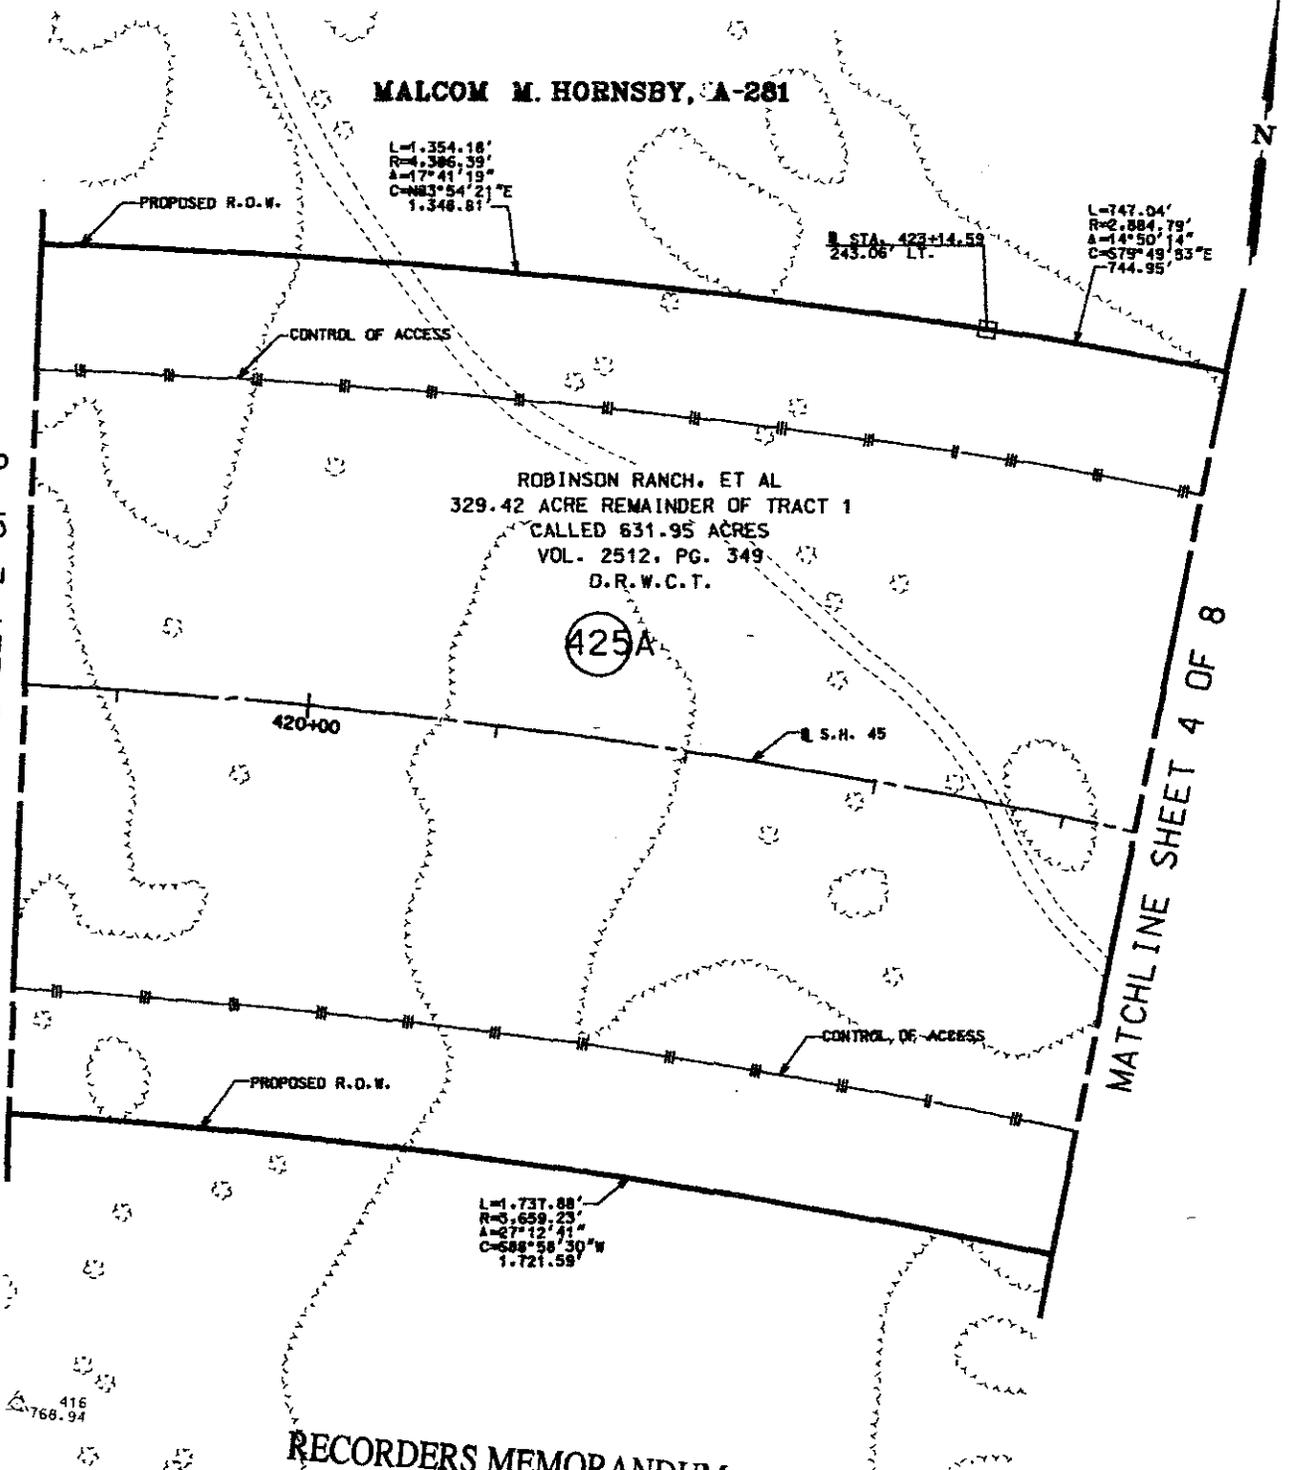 MALCOM M. HORNSBY, A-281
L=1,354.18'
R=4,386.39'
Δ=17°41'19"
C=N83°54'21"E
1,348.81'
PROPOSED R.O.W.
L=747.04'
R=2,884.79'
Δ=14°50'14"
C=S79°49'53"E
744.95'
℄ STA. 423+14.59
243.06' LT.
N
CONTROL OF ACCESS
ROBINSON RANCH, ET AL
329.42 ACRE REMAINDER OF TRACT 1
CALLED 631.95 ACRES
VOL. 2512, PG. 349
D.R.W.C.T.
425A
420+00
℄ S.H. 45
MATCHLINE SHEET 4 OF 8
CONTROL OF ACCESS
PROPOSED R.O.W.
L=1,737.88'
R=3,659.23'
Δ=27°12'41"
C=S88°58'30"W
1,721.59'
416
768.94
RECORDERS MEMORANDUM